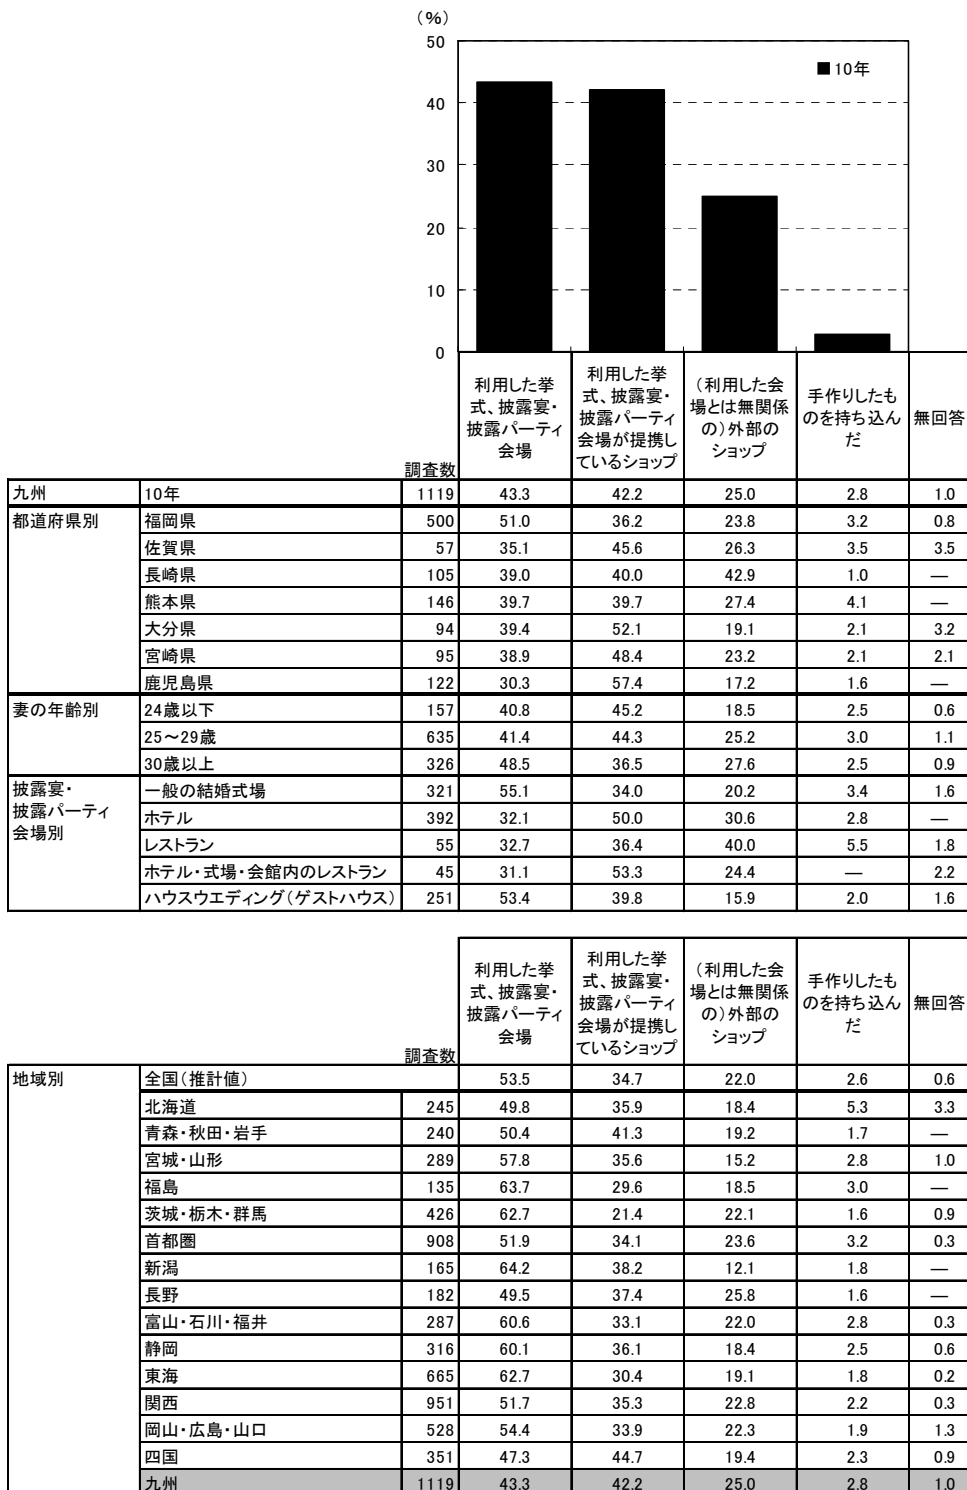 (%)
50
■10年
40
30
20
10
0
利用した挙
式、披露宴・
披露パーティ
会場
利用した挙
式、披露宴・
披露パーティ
会場が提携し
ているショップ
(利用した会
場とは無関係
の)外部の
ショップ
手作りしたも
のを持ち込ん
だ
無回答
調査数
九州 10年 1119 43.3 42.2 25.0 2.8 1.0
都道府県別 福岡県 500 51.0 36.2 23.8 3.2 0.8
佐賀県 57 35.1 45.6 26.3 3.5 3.5
長崎県 105 39.0 40.0 42.9 1.0 ―
熊本県 146 39.7 39.7 27.4 4.1 ―
大分県 94 39.4 52.1 19.1 2.1 3.2
宮崎県 95 38.9 48.4 23.2 2.1 2.1
鹿児島県 122 30.3 57.4 17.2 1.6 ―
妻の年齢別 24歳以下 157 40.8 45.2 18.5 2.5 0.6
25～29歳 635 41.4 44.3 25.2 3.0 1.1
30歳以上 326 48.5 36.5 27.6 2.5 0.9
披露宴・
披露パーティ
会場別
一般の結婚式場 321 55.1 34.0 20.2 3.4 1.6
ホテル 392 32.1 50.0 30.6 2.8 ―
レストラン 55 32.7 36.4 40.0 5.5 1.8
ホテル・式場・会館内のレストラン 45 31.1 53.3 24.4 ― 2.2
ハウスウエディング(ゲストハウス) 251 53.4 39.8 15.9 2.0 1.6
利用した挙
式、披露宴・
披露パーティ
会場
利用した挙
式、披露宴・
披露パーティ
会場が提携し
ているショップ
(利用した会
場とは無関係
の)外部の
ショップ
手作りしたも
のを持ち込ん
だ
無回答
調査数
地域別 全国(推計値) 53.5 34.7 22.0 2.6 0.6
北海道 245 49.8 35.9 18.4 5.3 3.3
青森・秋田・岩手 240 50.4 41.3 19.2 1.7 ―
宮城・山形 289 57.8 35.6 15.2 2.8 1.0
福島 135 63.7 29.6 18.5 3.0 ―
茨城・栃木・群馬 426 62.7 21.4 22.1 1.6 0.9
首都圏 908 51.9 34.1 23.6 3.2 0.3
新潟 165 64.2 38.2 12.1 1.8 ―
長野 182 49.5 37.4 25.8 1.6 ―
富山・石川・福井 287 60.6 33.1 22.0 2.8 0.3
静岡 316 60.1 36.1 18.4 2.5 0.6
東海 665 62.7 30.4 19.1 1.8 0.2
関西 951 51.7 35.3 22.8 2.2 0.3
岡山・広島・山口 528 54.4 33.9 22.3 1.9 1.3
四国 351 47.3 44.7 19.4 2.3 0.9
九州 1119 43.3 42.2 25.0 2.8 1.0